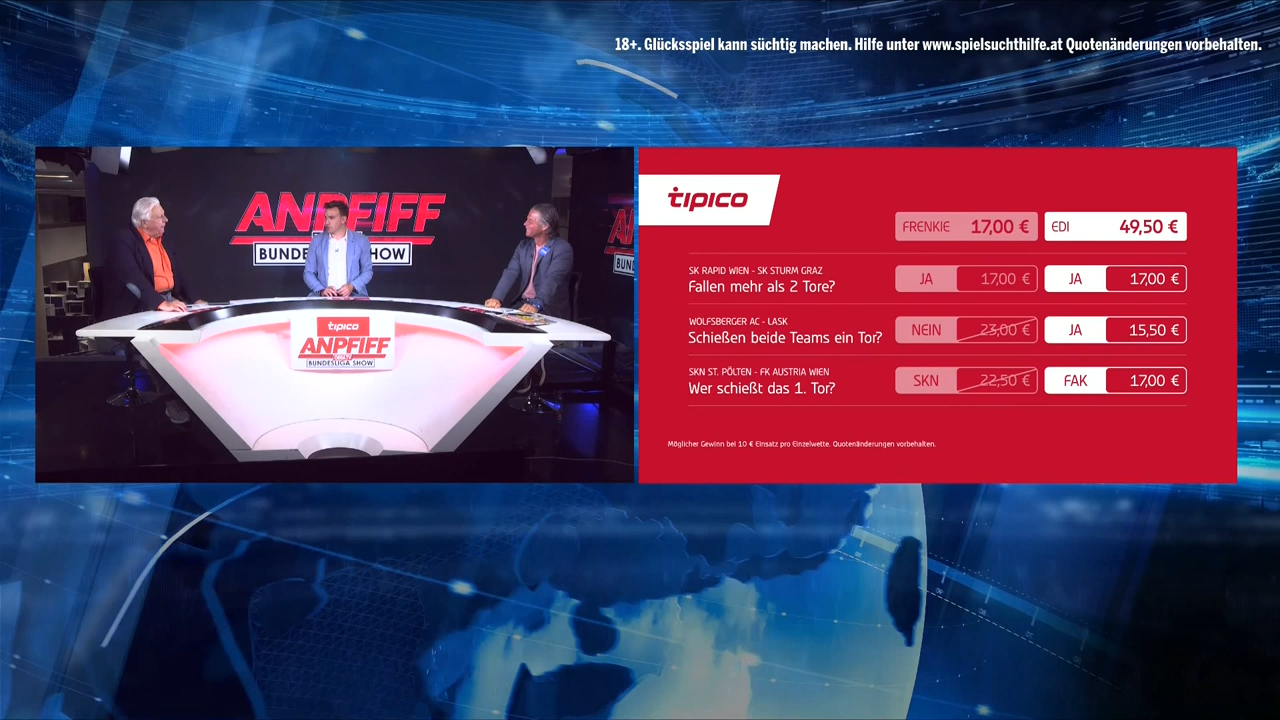 18+. Glücksspiel kann süchtig machen. Hilfe unter www.spielsuchthilfe.at Quotenänderungen vorbehalten.
ANPFIFF
BUNDESLIGA SHOW
tipico
ANPFIFF
BUNDESLIGA SHOW
tipico
FRENKIE 17,00 € EDI 49,50 €
SK RAPID WIEN - SK STURM GRAZ
Fallen mehr als 2 Tore? JA 17,00 € JA 17,00 €
WOLFSBERGER AC - LASK
Schießen beide Teams ein Tor? NEIN 23,00 € JA 15,50 €
SKN ST. PÖLTEN - FK AUSTRIA WIEN
Wer schießt das 1. Tor? SKN 22,50 € FAK 17,00 €
Möglicher Gewinn bei 10 € Einsatz pro Einzelwette. Quotenänderungen vorbehalten.